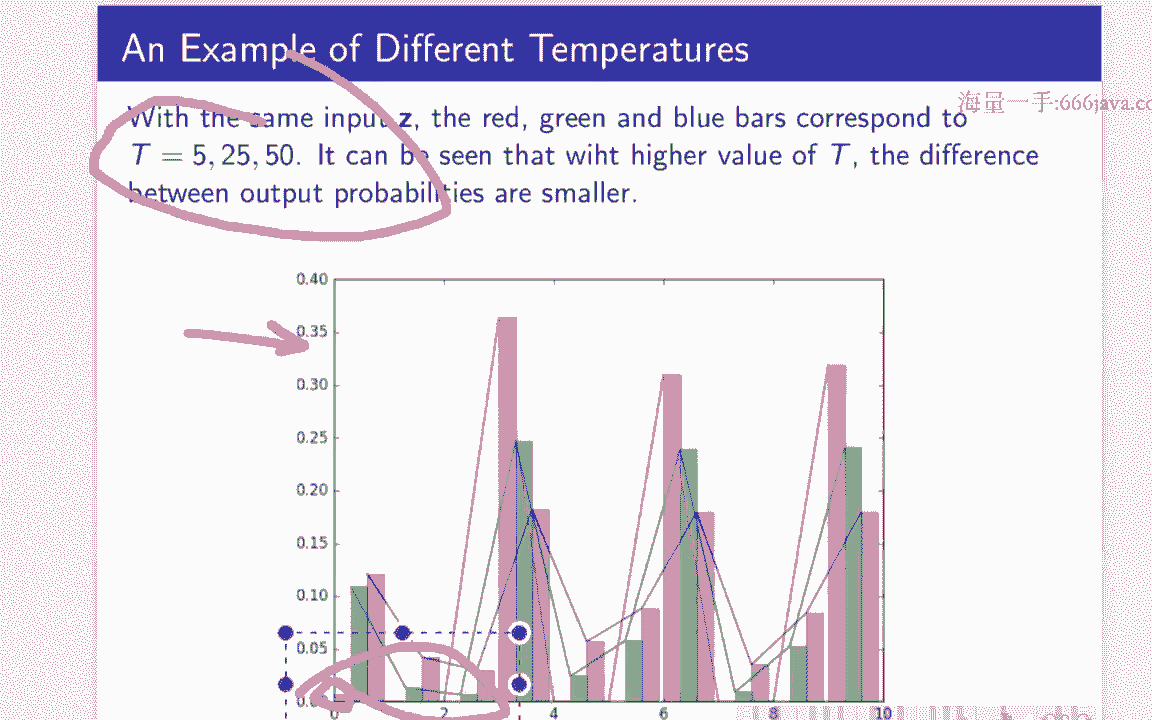 An Example of Different Temperatures
海量一手:666java.co
With the same input z, the red, green and blue bars correspond to
T = 5, 25, 50. It can be seen that wiht higher value of T, the difference
between output probabilities are smaller.
0.40
0.35
0.30
0.25
0.20
0.15
0.10
0.05
0 2 4 6 8 10